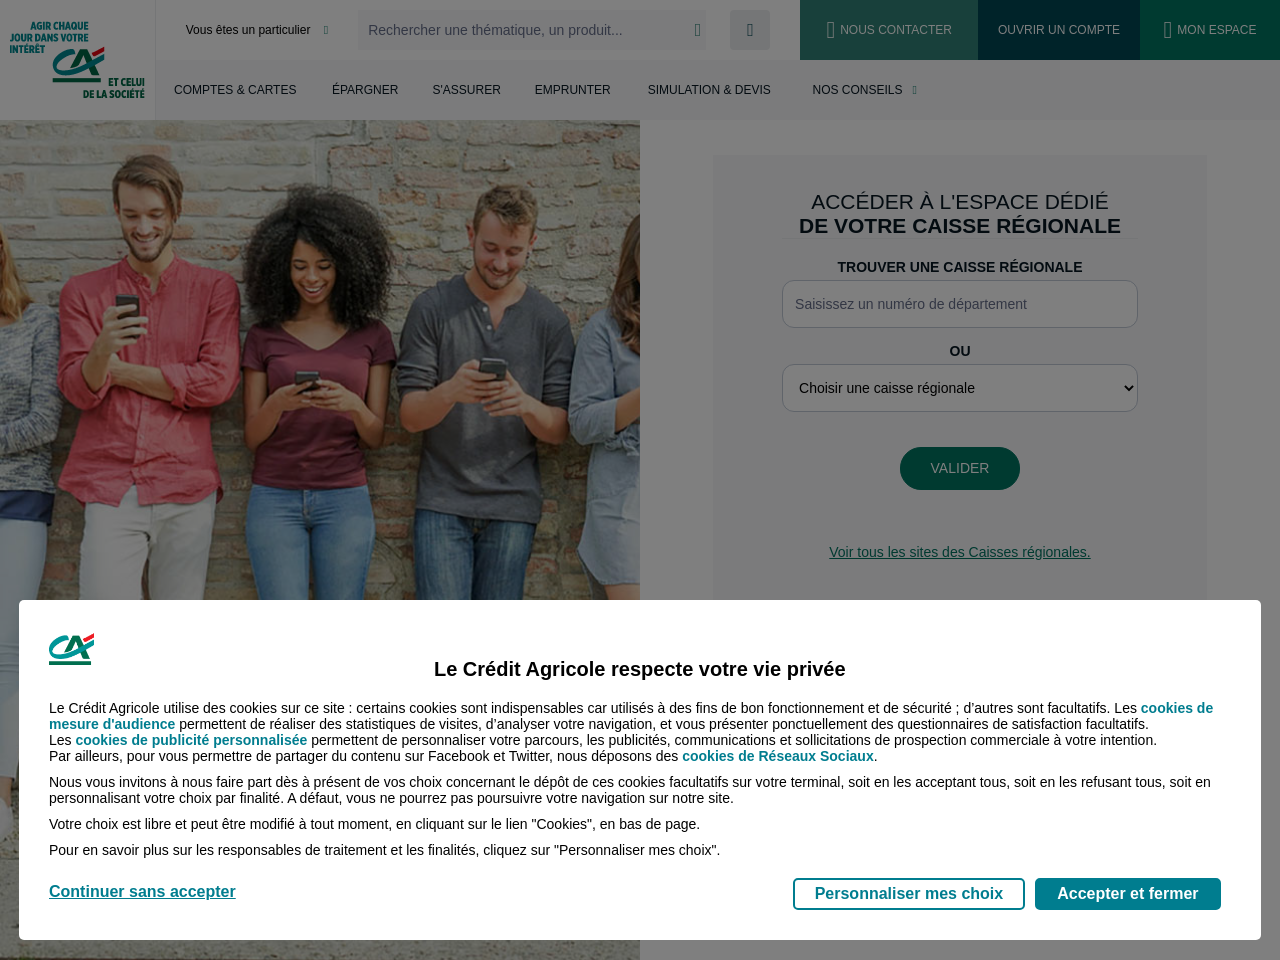 AGIR CHAQUE
JOUR DANS VOTRE
INTÉRÊT
ET CELUI
DE LA SOCIÉTÉ
Vous êtes un particulier
Rechercher une thématique, un produit...
NOUS CONTACTER
OUVRIR UN COMPTE
MON ESPACE
COMPTES & CARTES
ÉPARGNER
S'ASSURER
EMPRUNTER
SIMULATION & DEVIS
NOS CONSEILS
ACCÉDER À L'ESPACE DÉDIÉ
DE VOTRE CAISSE RÉGIONALE
TROUVER UNE CAISSE RÉGIONALE
Saisissez un numéro de département
OU
Choisir une caisse régionale
VALIDER
Voir tous les sites des Caisses régionales.
CA
Le Crédit Agricole respecte votre vie privée
Le Crédit Agricole utilise des cookies sur ce site : certains cookies sont indispensables car utilisés à des fins de bon fonctionnement et de sécurité ; d’autres sont facultatifs. Les cookies de
mesure d'audience permettent de réaliser des statistiques de visites, d’analyser votre navigation, et vous présenter ponctuellement des questionnaires de satisfaction facultatifs.
Les cookies de publicité personnalisée permettent de personnaliser votre parcours, les publicités, communications et sollicitations de prospection commerciale à votre intention.
Par ailleurs, pour vous permettre de partager du contenu sur Facebook et Twitter, nous déposons des cookies de Réseaux Sociaux.
Nous vous invitons à nous faire part dès à présent de vos choix concernant le dépôt de ces cookies facultatifs sur votre terminal, soit en les acceptant tous, soit en les refusant tous, soit en
personnalisant votre choix par finalité. A défaut, vous ne pourrez pas poursuivre votre navigation sur notre site.
Votre choix est libre et peut être modifié à tout moment, en cliquant sur le lien "Cookies", en bas de page.
Pour en savoir plus sur les responsables de traitement et les finalités, cliquez sur "Personnaliser mes choix".
Continuer sans accepter
Personnaliser mes choix
Accepter et fermer